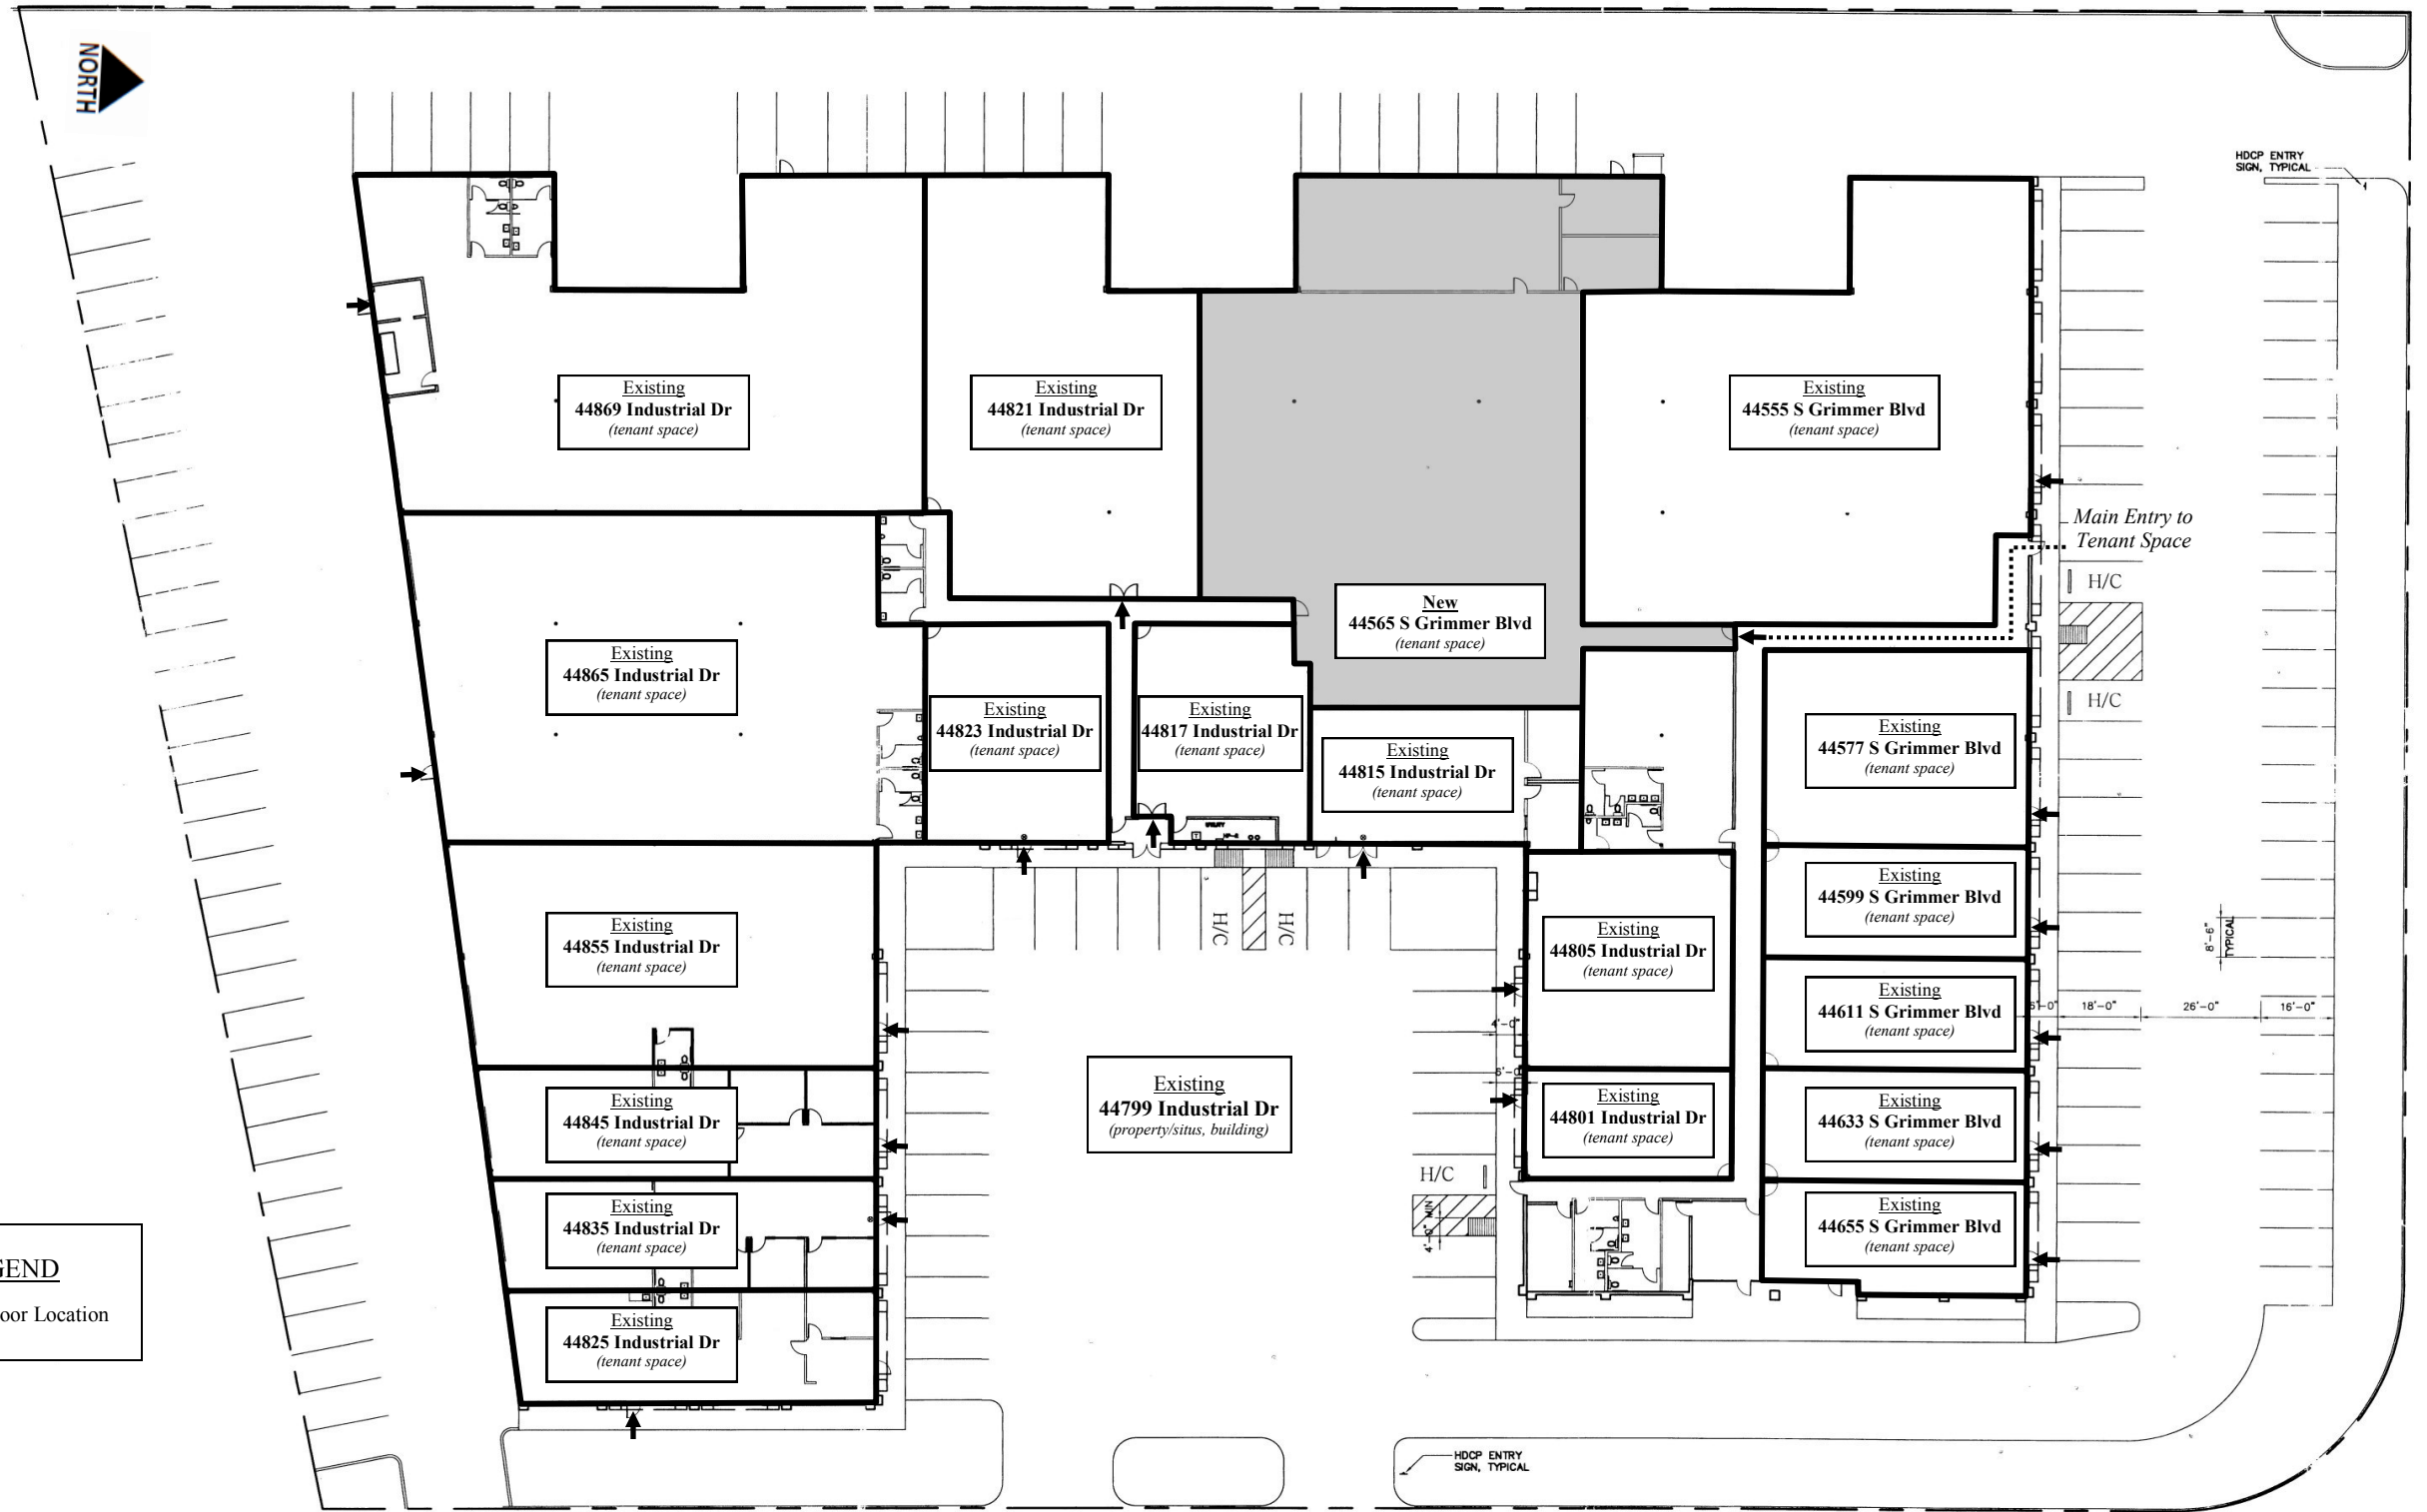 NORTH
HDCP ENTRY
SIGN, TYPICAL
Existing
44869 Industrial Dr
(tenant space)
Existing
44821 Industrial Dr
(tenant space)
Existing
44555 S Grimmer Blvd
(tenant space)
Main Entry to
Tenant Space
H/C
New
44565 S Grimmer Blvd
(tenant space)
H/C
Existing
44865 Industrial Dr
(tenant space)
Existing
44823 Industrial Dr
(tenant space)
Existing
44817 Industrial Dr
(tenant space)
Existing
44815 Industrial Dr
(tenant space)
Existing
44577 S Grimmer Blvd
(tenant space)
UTILITY
Existing
44599 S Grimmer Blvd
(tenant space)
H/C
H/C
Existing
44855 Industrial Dr
(tenant space)
Existing
44805 Industrial Dr
(tenant space)
8'-6"
TYPICAL
Existing
44611 S Grimmer Blvd
(tenant space)
18'-0"
26'-0"
16'-0"
4'-0"
Existing
44799 Industrial Dr
(property/situs, building)
Existing
44845 Industrial Dr
(tenant space)
Existing
44801 Industrial Dr
(tenant space)
Existing
44633 S Grimmer Blvd
(tenant space)
H/C
4'-0" MIN
Existing
44835 Industrial Dr
(tenant space)
Existing
44655 S Grimmer Blvd
(tenant space)
GEND
oor Location
Existing
44825 Industrial Dr
(tenant space)
HDCP ENTRY
SIGN, TYPICAL